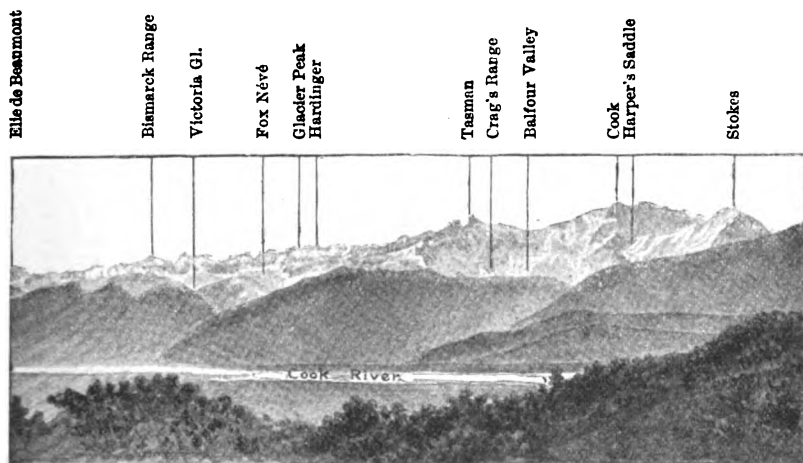 Elie de Beaumont
Bismarck Range
Victoria Gl.
Fox Névé
Glacier Peak
Hardinger
Tasman
Crag's Range
Balfour Valley
Cook
Harper's Saddle
Stokes
Cook River